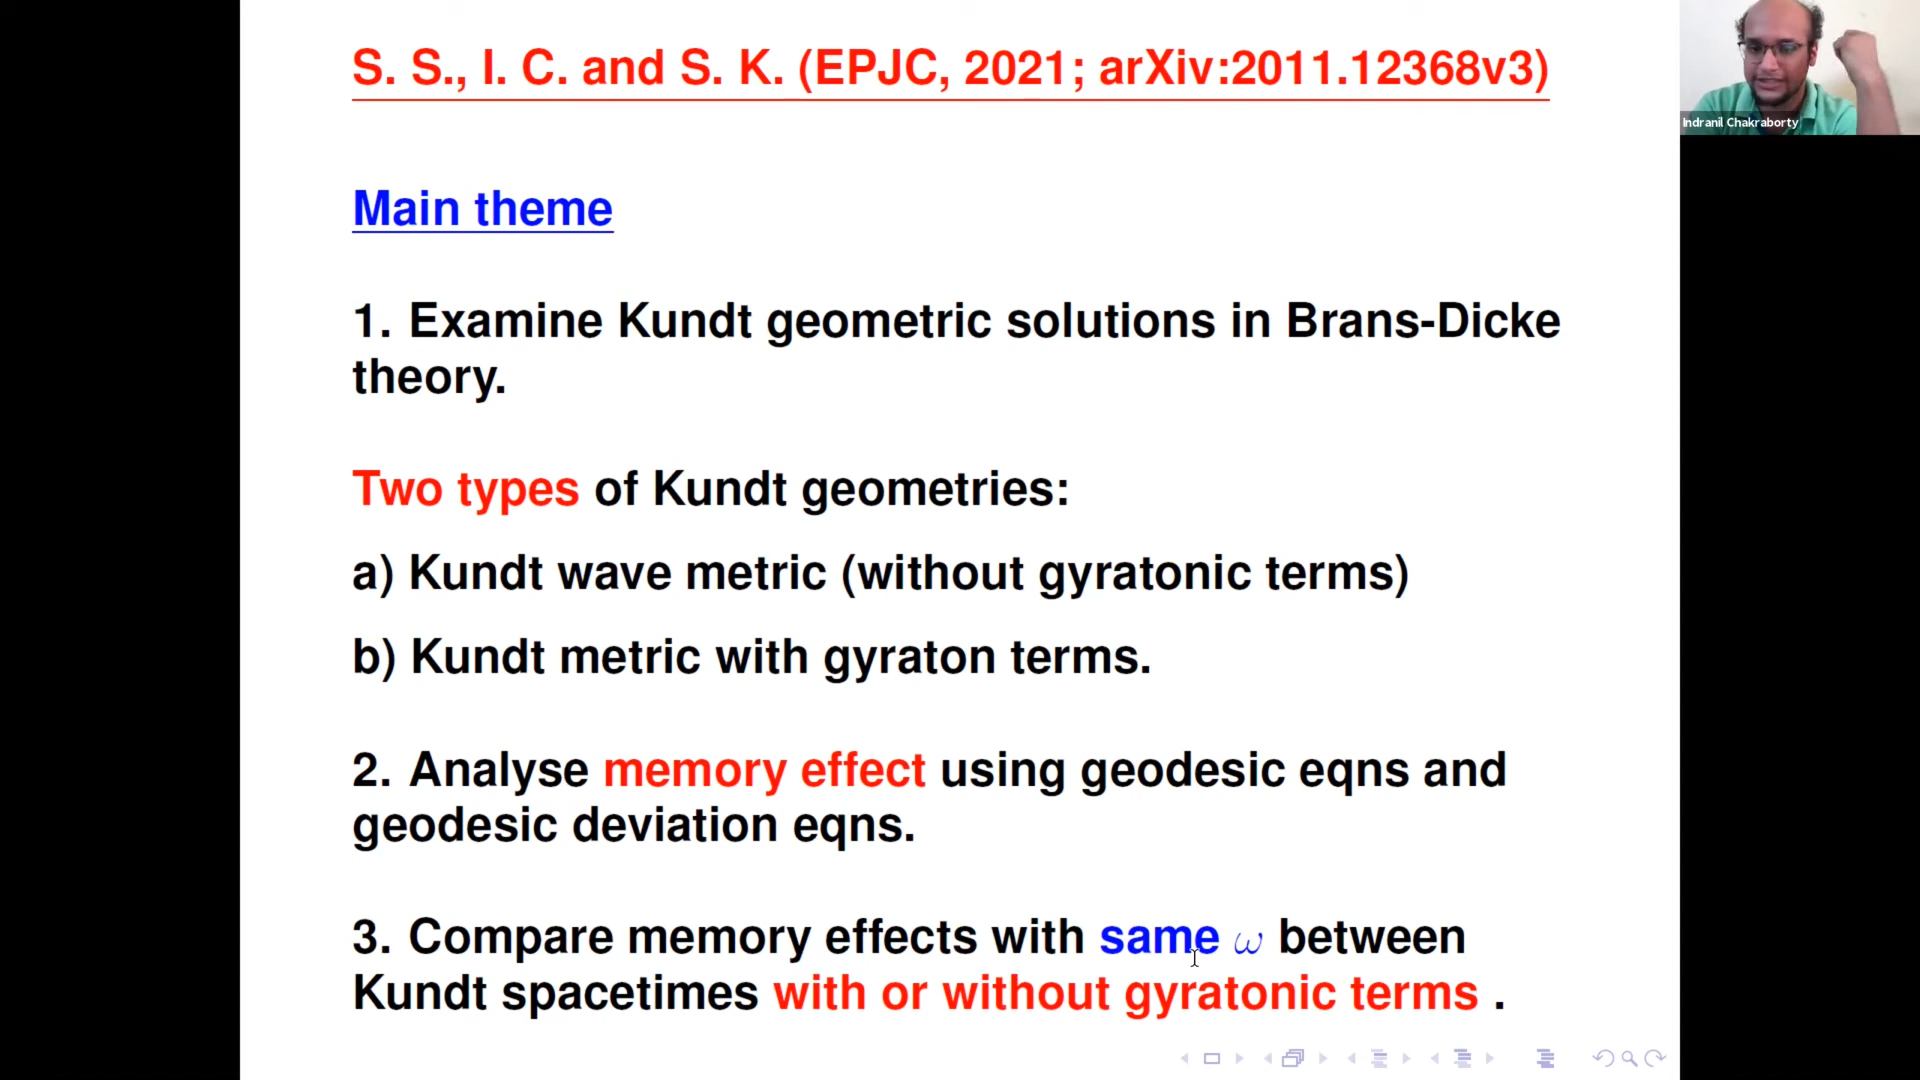 S. S., I. C. and S. K. (EPJC, 2021; arXiv:2011.12368v3)
Indranil Chakraborty
Main theme
1. Examine Kundt geometric solutions in Brans-Dicke
theory.
Two types of Kundt geometries:
a) Kundt wave metric (without gyratonic terms)
b) Kundt metric with gyraton terms.
2. Analyse memory effect using geodesic eqns and
geodesic deviation eqns.
3. Compare memory effects with same ω between
Kundt spacetimes with or without gyratonic terms .